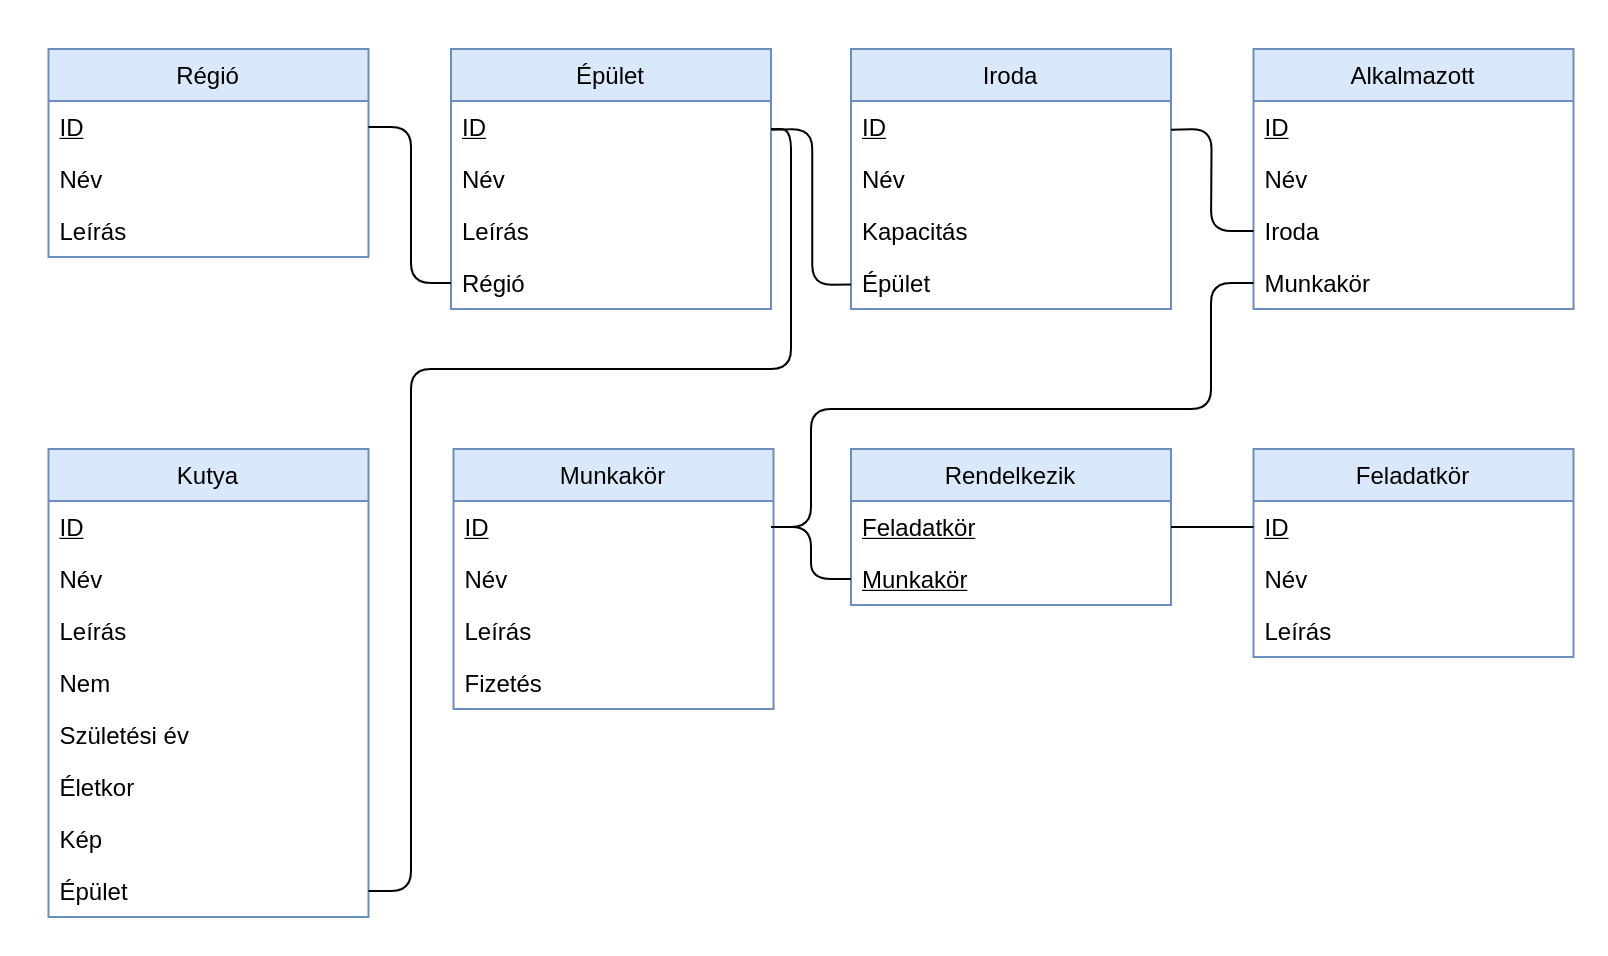 Régió
ID
Név
Leírás
Épület
ID
Név
Leírás
Régió
Iroda
ID
Név
Kapacitás
Épület
Alkalmazott
ID
Név
Iroda
Munkakör
Kutya
ID
Név
Leírás
Nem
Születési év
Életkor
Kép
Épület
Munkakör
ID
Név
Leírás
Fizetés
Rendelkezik
Feladatkör
Munkakör
Feladatkör
ID
Név
Leírás